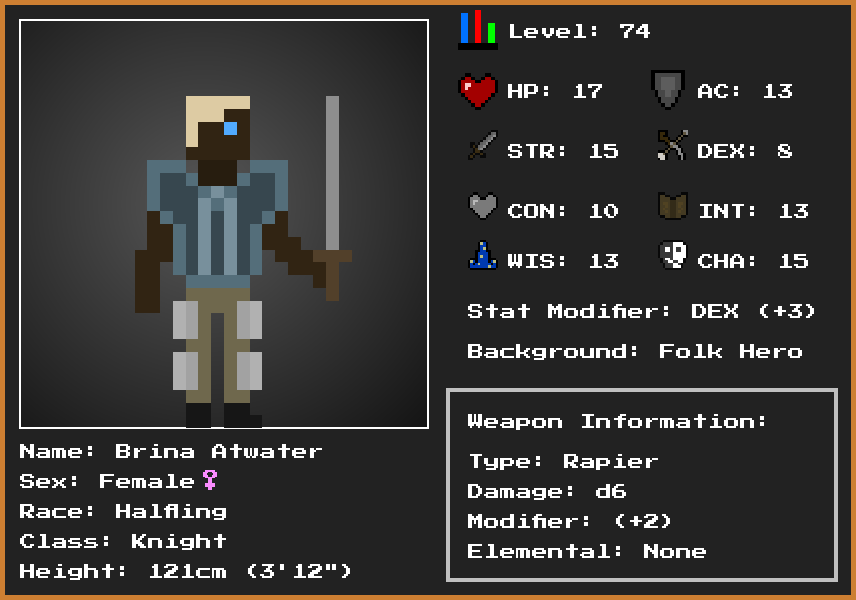 Level: 74
HP: 17 AC: 13
STR: 15 DEX: 8
CON: 10 INT: 13
WIS: 13 CHA: 15
Stat Modifier: DEX (+3)
Background: Folk Hero
Weapon Information:
Type: Rapier
Damage: d6
Modifier: (+2)
Elemental: None
Name: Brina Atwater
Sex: Female♀
Race: Halfling
Class: Knight
Height: 121cm (3'12")